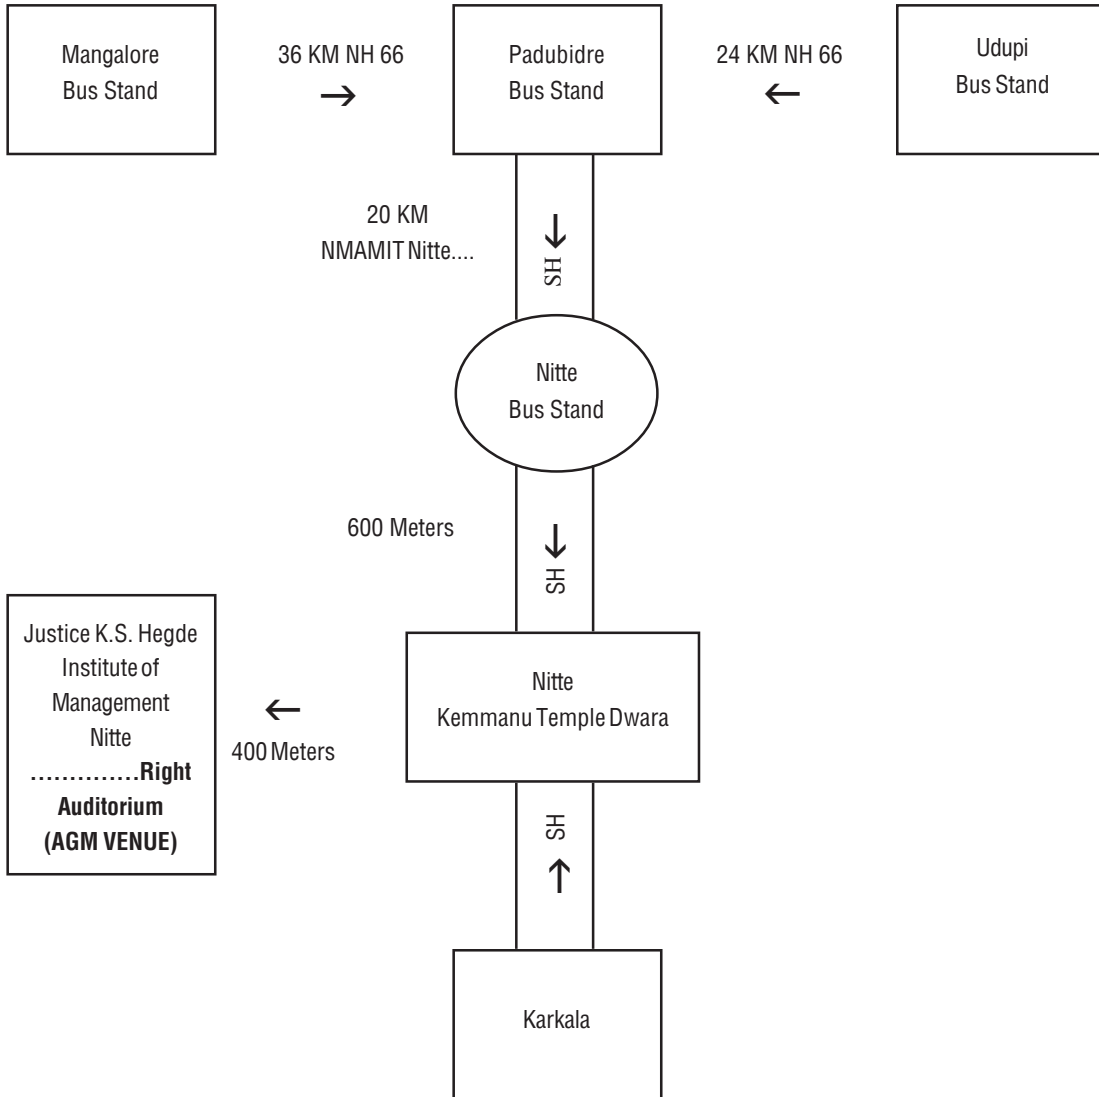 Mangalore
Bus Stand
36 KM NH 66
Padubidre
Bus Stand
24 KM NH 66
Udupi
Bus Stand
20 KM
NMAMIT Nitte....
SH
Nitte
Bus Stand
600 Meters
SH
Nitte
Kemmanu Temple Dwara
Justice K.S. Hegde
Institute of
Management
Nitte
..............Right
Auditorium
(AGM VENUE)
400 Meters
SH
Karkala